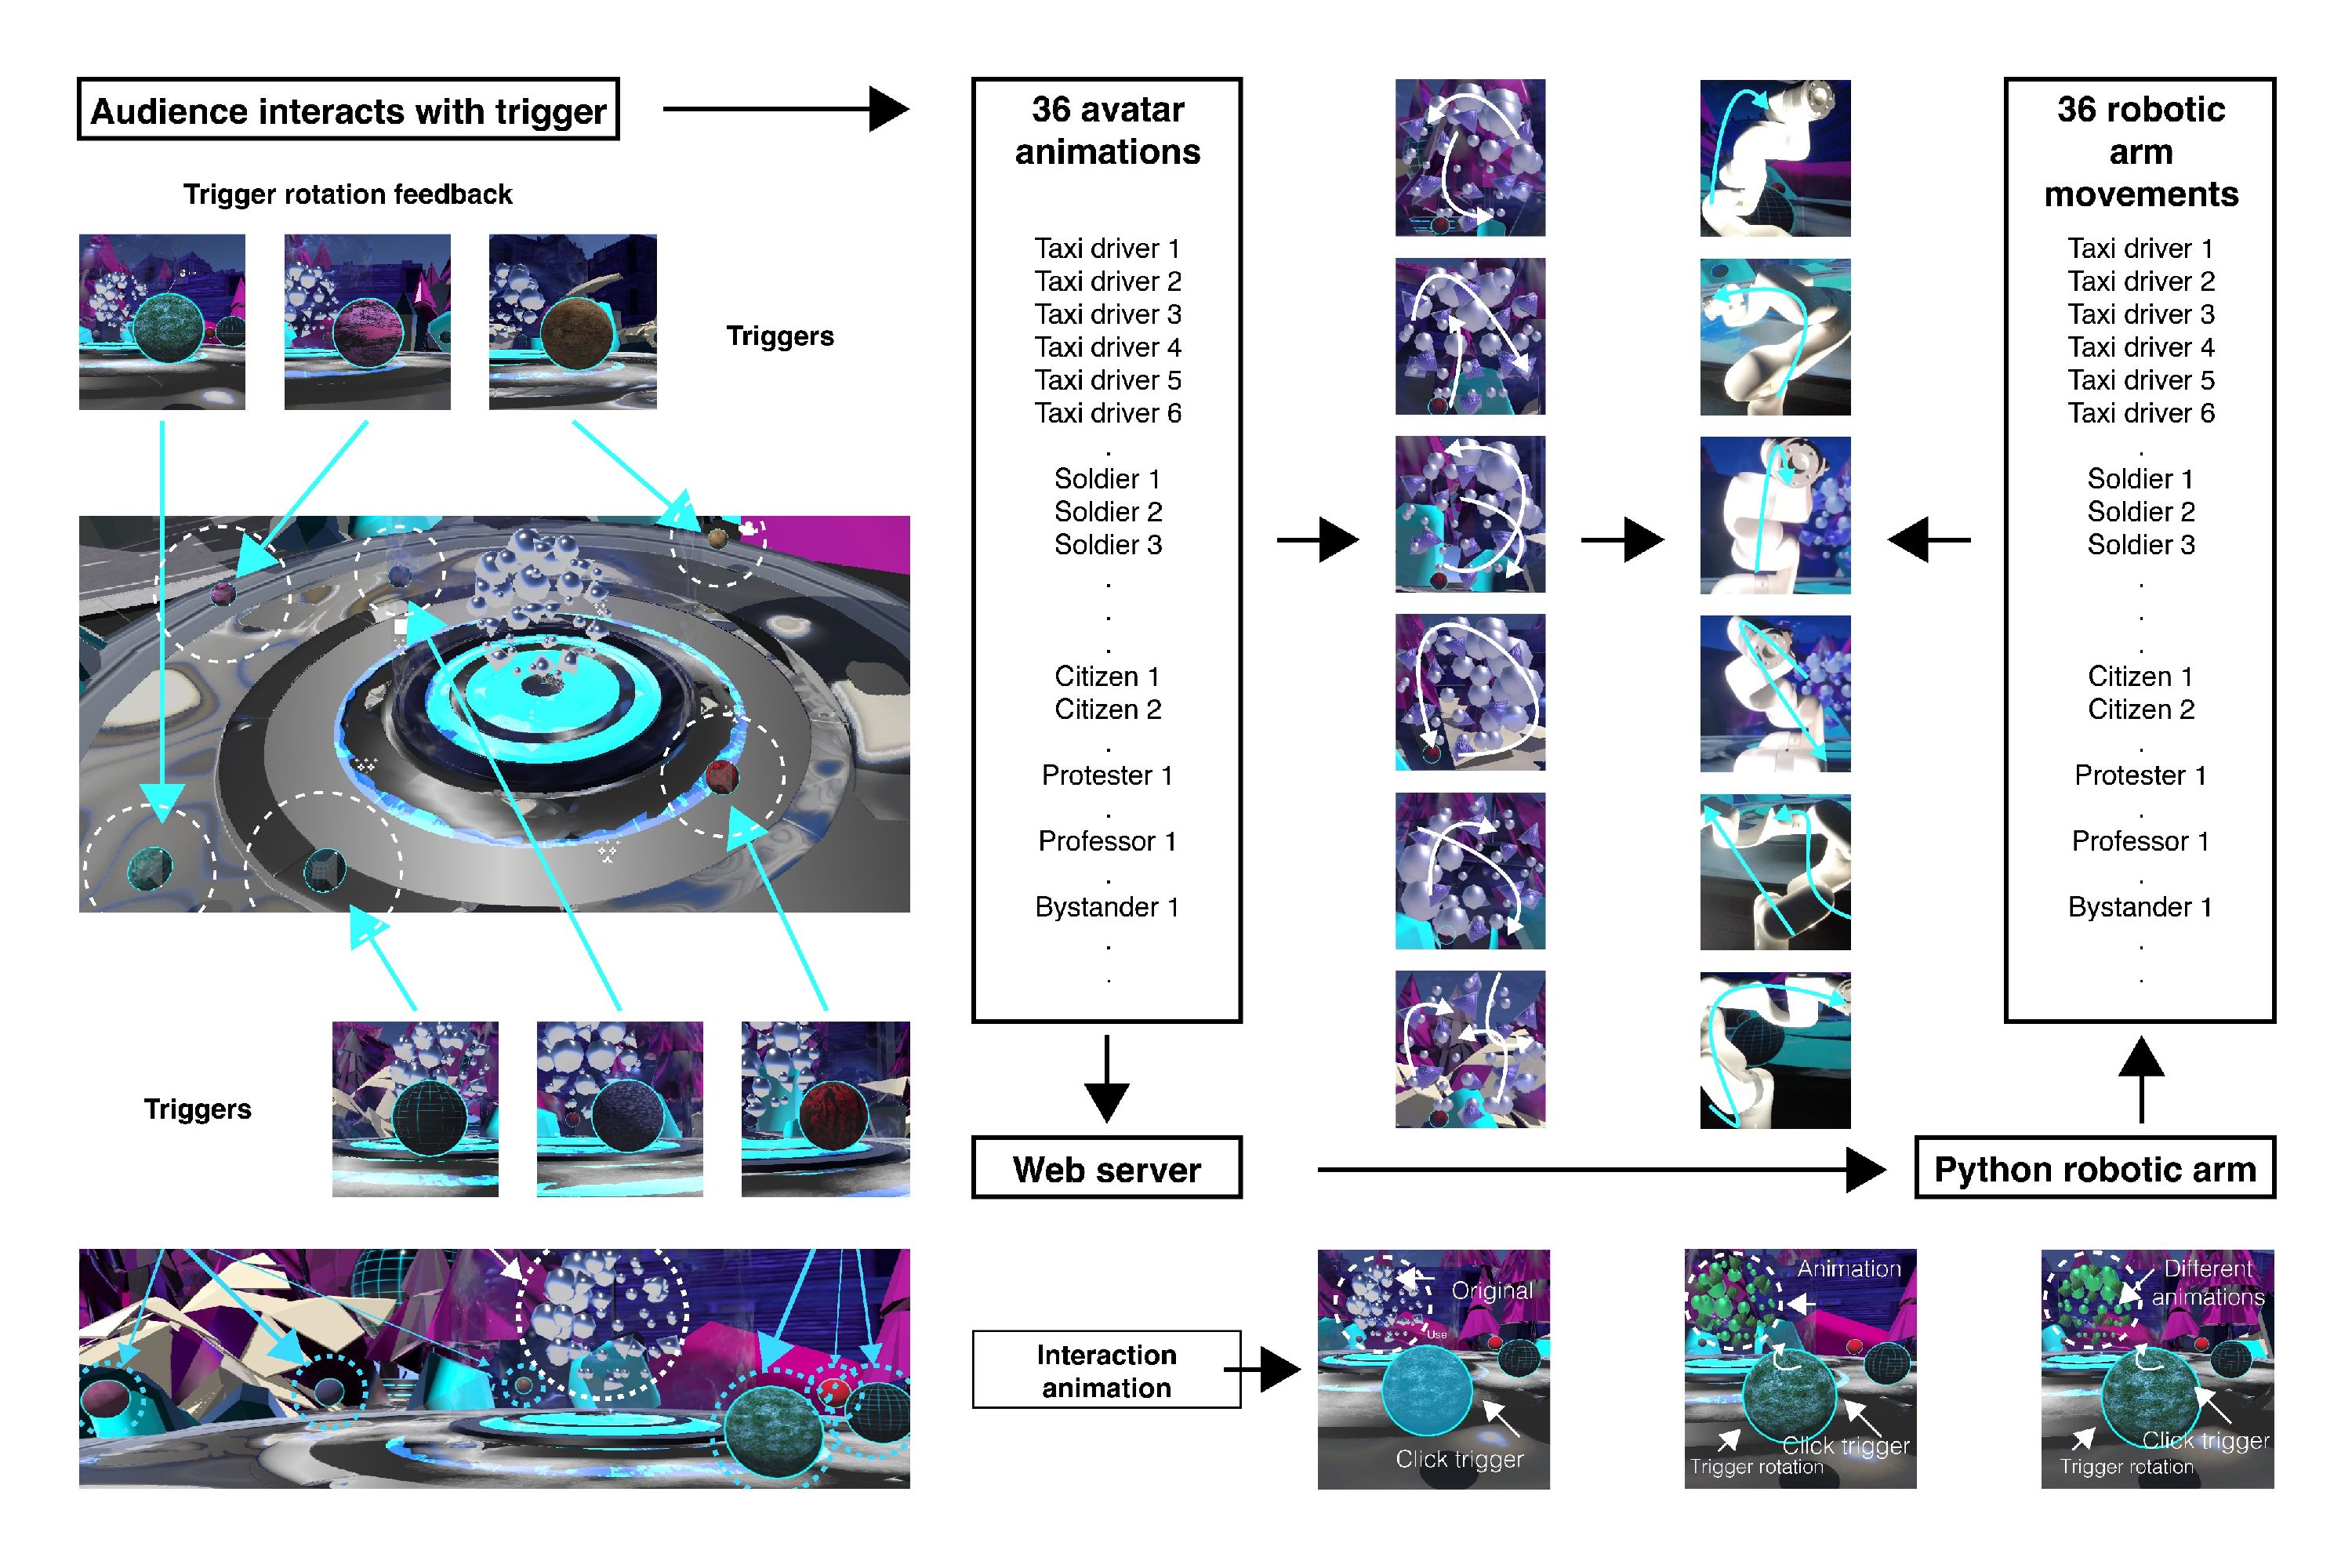 Audience interacts with trigger
Trigger rotation feedback
Triggers
Triggers
36 avatar
animations
Taxi driver 1
Taxi driver 2
Taxi driver 3
Taxi driver 4
Taxi driver 5
Taxi driver 6
.
Soldier 1
Soldier 2
Soldier 3
.
.
.
Citizen 1
Citizen 2
.
Protester 1
.
Professor 1
.
Bystander 1
.
.
36 robotic
arm
movements
Taxi driver 1
Taxi driver 2
Taxi driver 3
Taxi driver 4
Taxi driver 5
Taxi driver 6
.
Soldier 1
Soldier 2
Soldier 3
.
.
.
Citizen 1
Citizen 2
.
Protester 1
.
Professor 1
.
Bystander 1
.
.
Web server
Python robotic arm
Interaction
animation
Original
Use
Click trigger
Animation
Click trigger
Trigger rotation
Different
animations
Click trigger
Trigger rotation